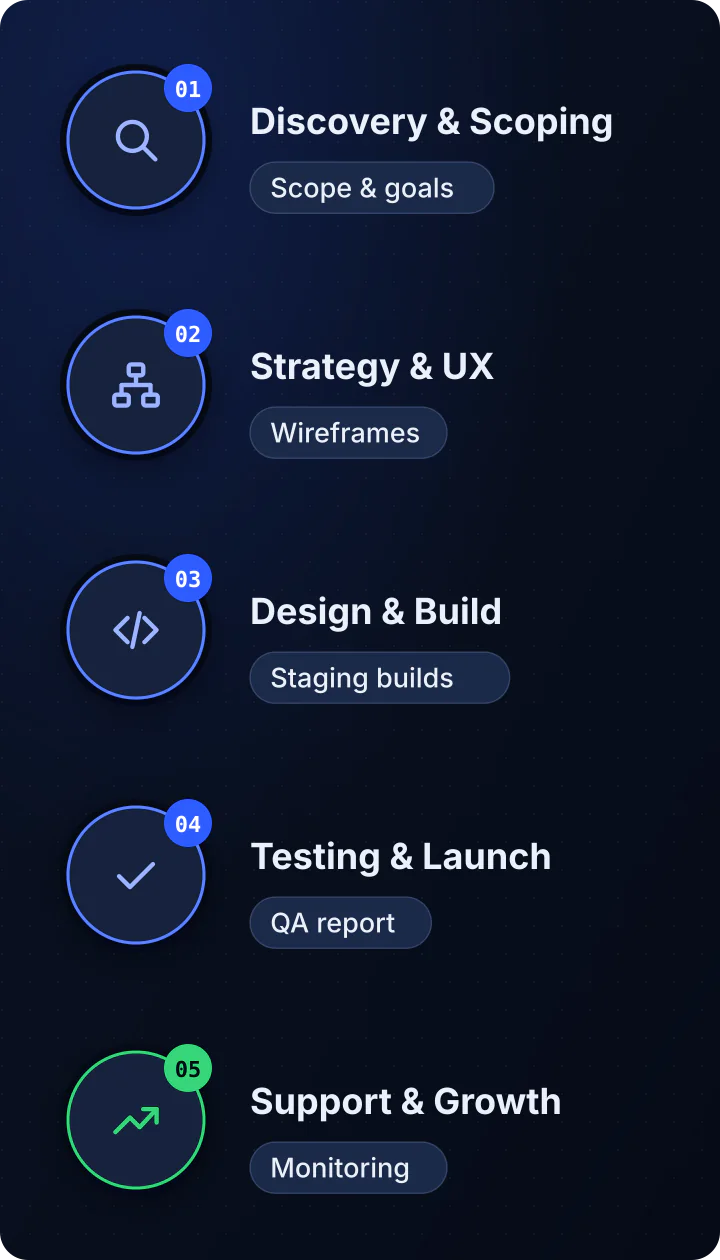 01
Discovery & Scoping
Scope & goals
02
Strategy & UX
Wireframes
03
Design & Build
Staging builds
04
Testing & Launch
QA report
05
Support & Growth
Monitoring